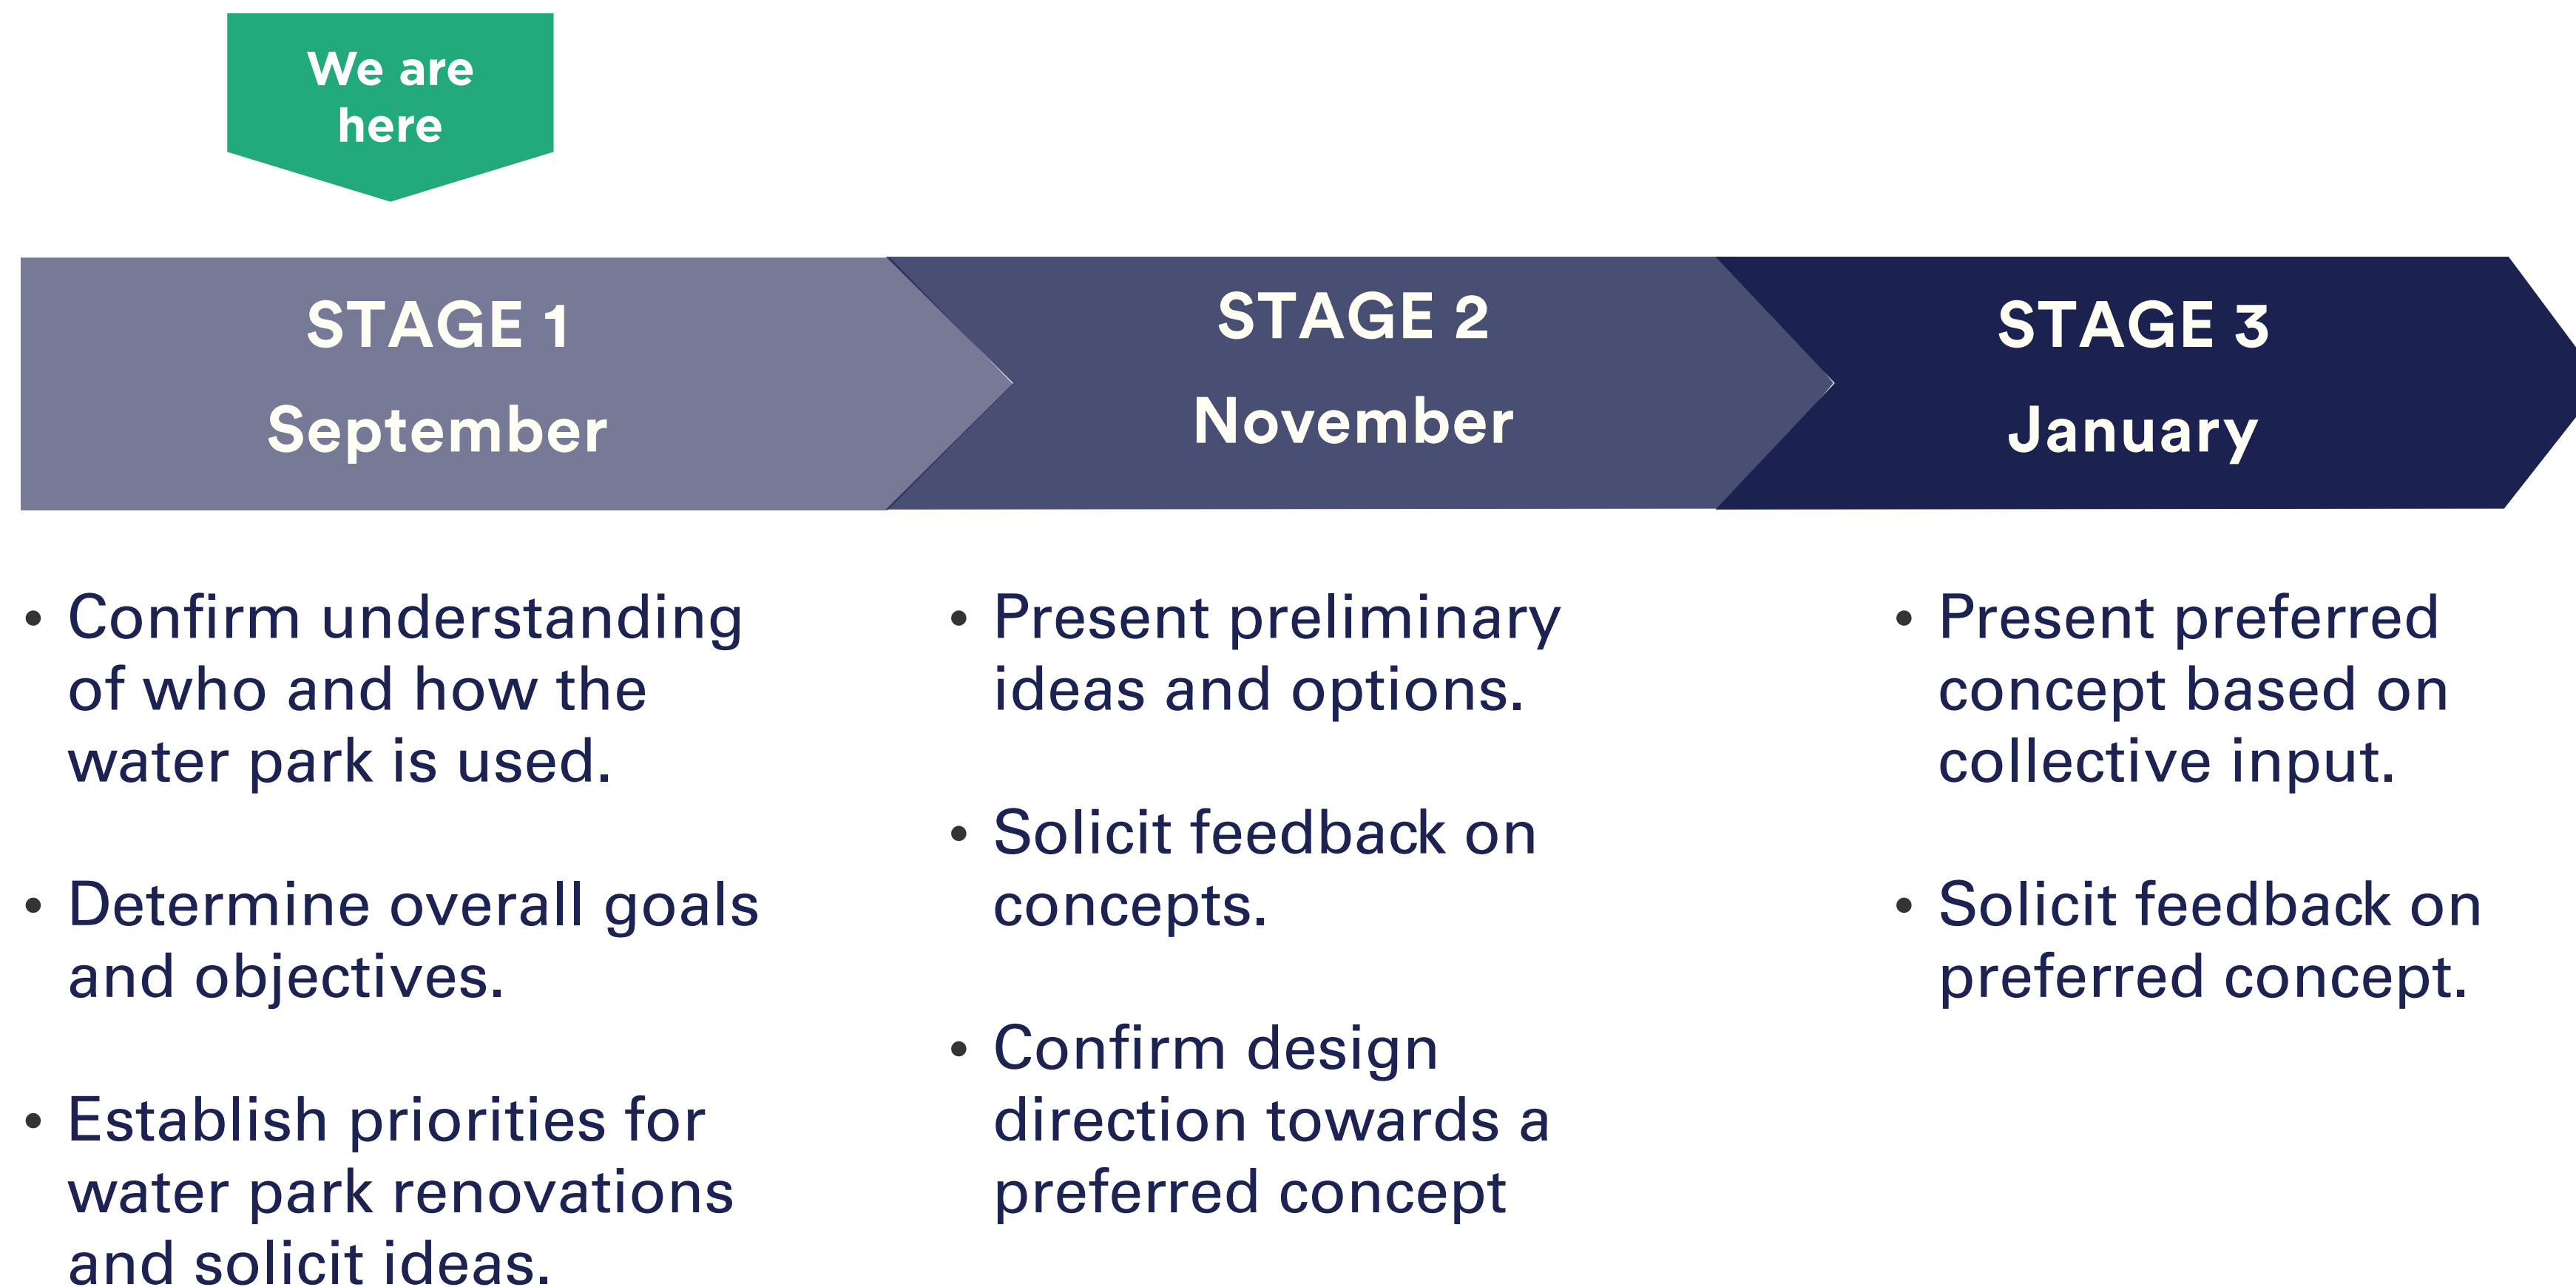 We are
here
STAGE 1
September
STAGE 2
November
STAGE 3
January
• Confirm understanding
of who and how the
water park is used.
• Determine overall goals
and objectives.
• Establish priorities for
water park renovations
and solicit ideas.
• Present preliminary
ideas and options.
• Solicit feedback on
concepts.
• Confirm design
direction towards a
preferred concept
• Present preferred
concept based on
collective input.
• Solicit feedback on
preferred concept.